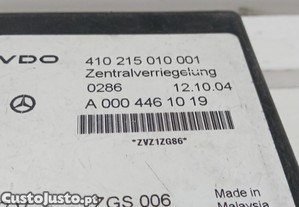 VDO
410 215 010 001
Zentralverriegelung
0286 12.10.04
A 000 446 10 19
"ZVZ1ZG86"
ZGS 006
Made in
Malaysia
CustoJusto.pt